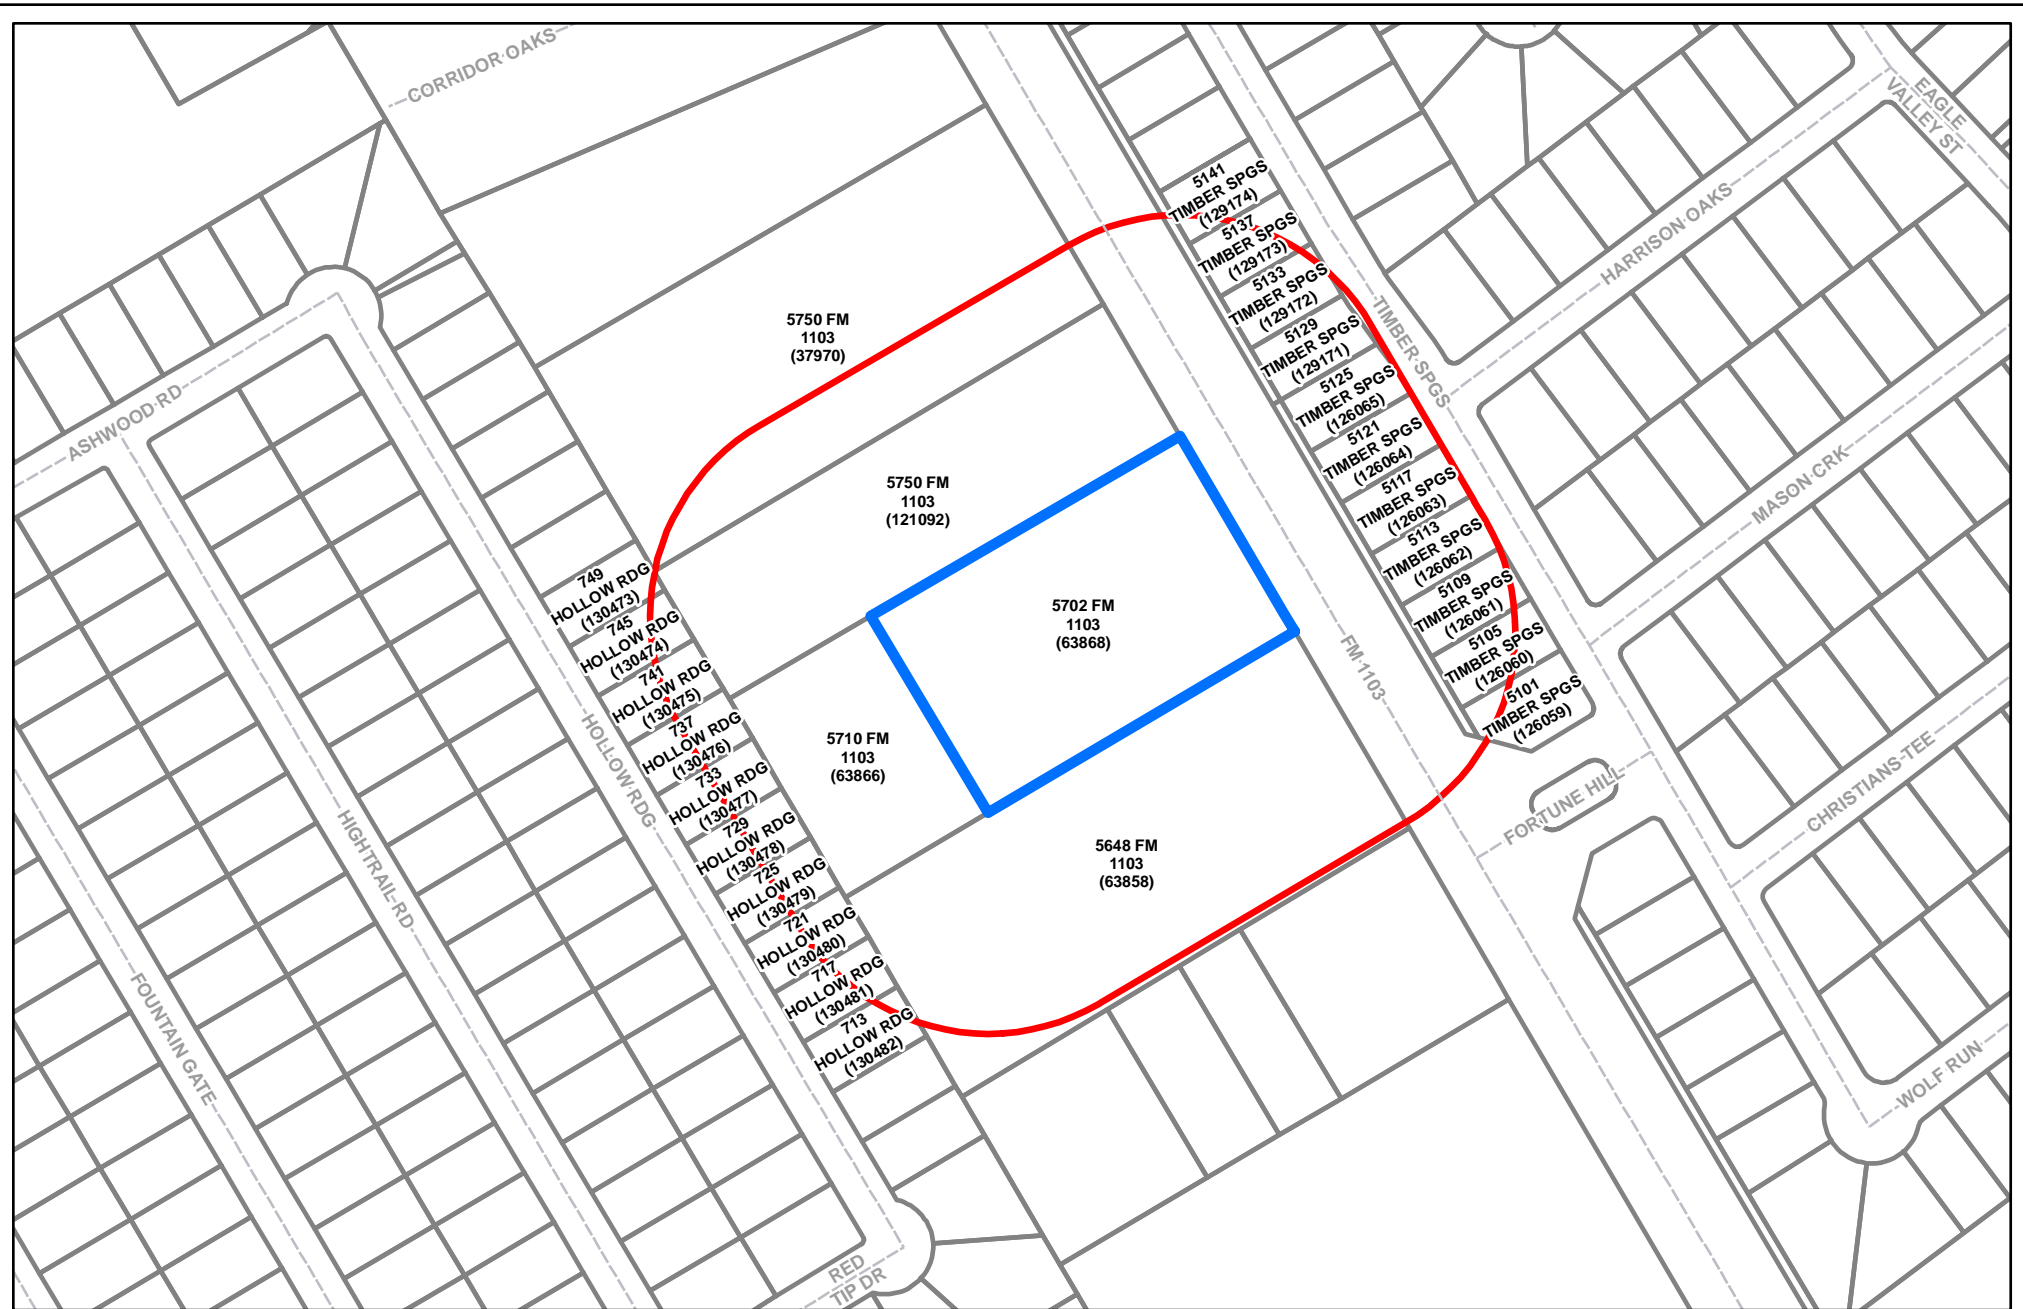 CORRIDOR OAKS
EAGLE
VALLEY ST
HARRISON OAKS
ASHWOOD RD
TIMBER SPGS
MASON CRK
5141
TIMBER SPGS
(129174)
5137
TIMBER SPGS
(129173)
5133
TIMBER SPGS
(129172)
5129
TIMBER SPGS
(129171)
5125
TIMBER SPGS
(126065)
5121
TIMBER SPGS
(126064)
5117
TIMBER SPGS
(126063)
5113
TIMBER SPGS
(126062)
5109
TIMBER SPGS
(126061)
5105
TIMBER SPGS
(126060)
5101
TIMBER SPGS
(126059)
5750 FM
1103
(37970)
5750 FM
1103
(121092)
5702 FM
1103
(63868)
5710 FM
1103
(63866)
5648 FM
1103
(63858)
749
HOLLOW RDG
(130473)
745
HOLLOW RDG
(130474)
741
HOLLOW RDG
(130475)
737
HOLLOW RDG
(130476)
733
HOLLOW RDG
(130477)
729
HOLLOW RDG
(130478)
725
HOLLOW RDG
(130479)
721
HOLLOW RDG
(130480)
717
HOLLOW RDG
(130481)
713
HOLLOW RDG
(130482)
FM 1103
HOLLOW RDG
HIGHTRAIL RD
FOUNTAIN GATE
FORTUNE HILL
CHRISTIANS TEE
WOLF RUN
RED
TIP DR